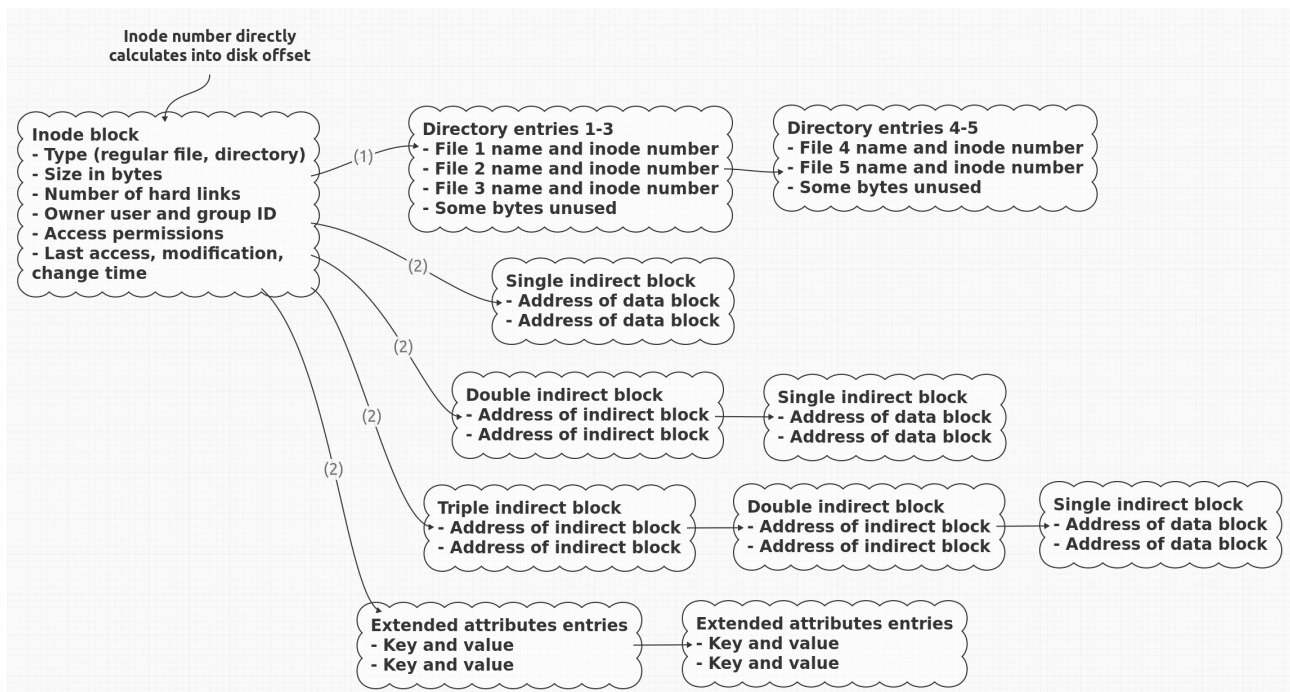 Inode number directly
calculates into disk offset
Inode block
- Type (regular file, directory)
- Size in bytes
- Number of hard links
- Owner user and group ID
- Access permissions
- Last access, modification,
change time
(1)
Directory entries 1-3
- File 1 name and inode number
- File 2 name and inode number
- File 3 name and inode number
- Some bytes unused
Directory entries 4-5
- File 4 name and inode number
- File 5 name and inode number
- Some bytes unused
(2)
Single indirect block
- Address of data block
- Address of data block
(2)
Double indirect block
- Address of indirect block
- Address of indirect block
Single indirect block
- Address of data block
- Address of data block
(2)
Triple indirect block
- Address of indirect block
- Address of indirect block
Double indirect block
- Address of indirect block
- Address of indirect block
Single indirect block
- Address of data block
- Address of data block
(2)
Extended attributes entries
- Key and value
- Key and value
Extended attributes entries
- Key and value
- Key and value